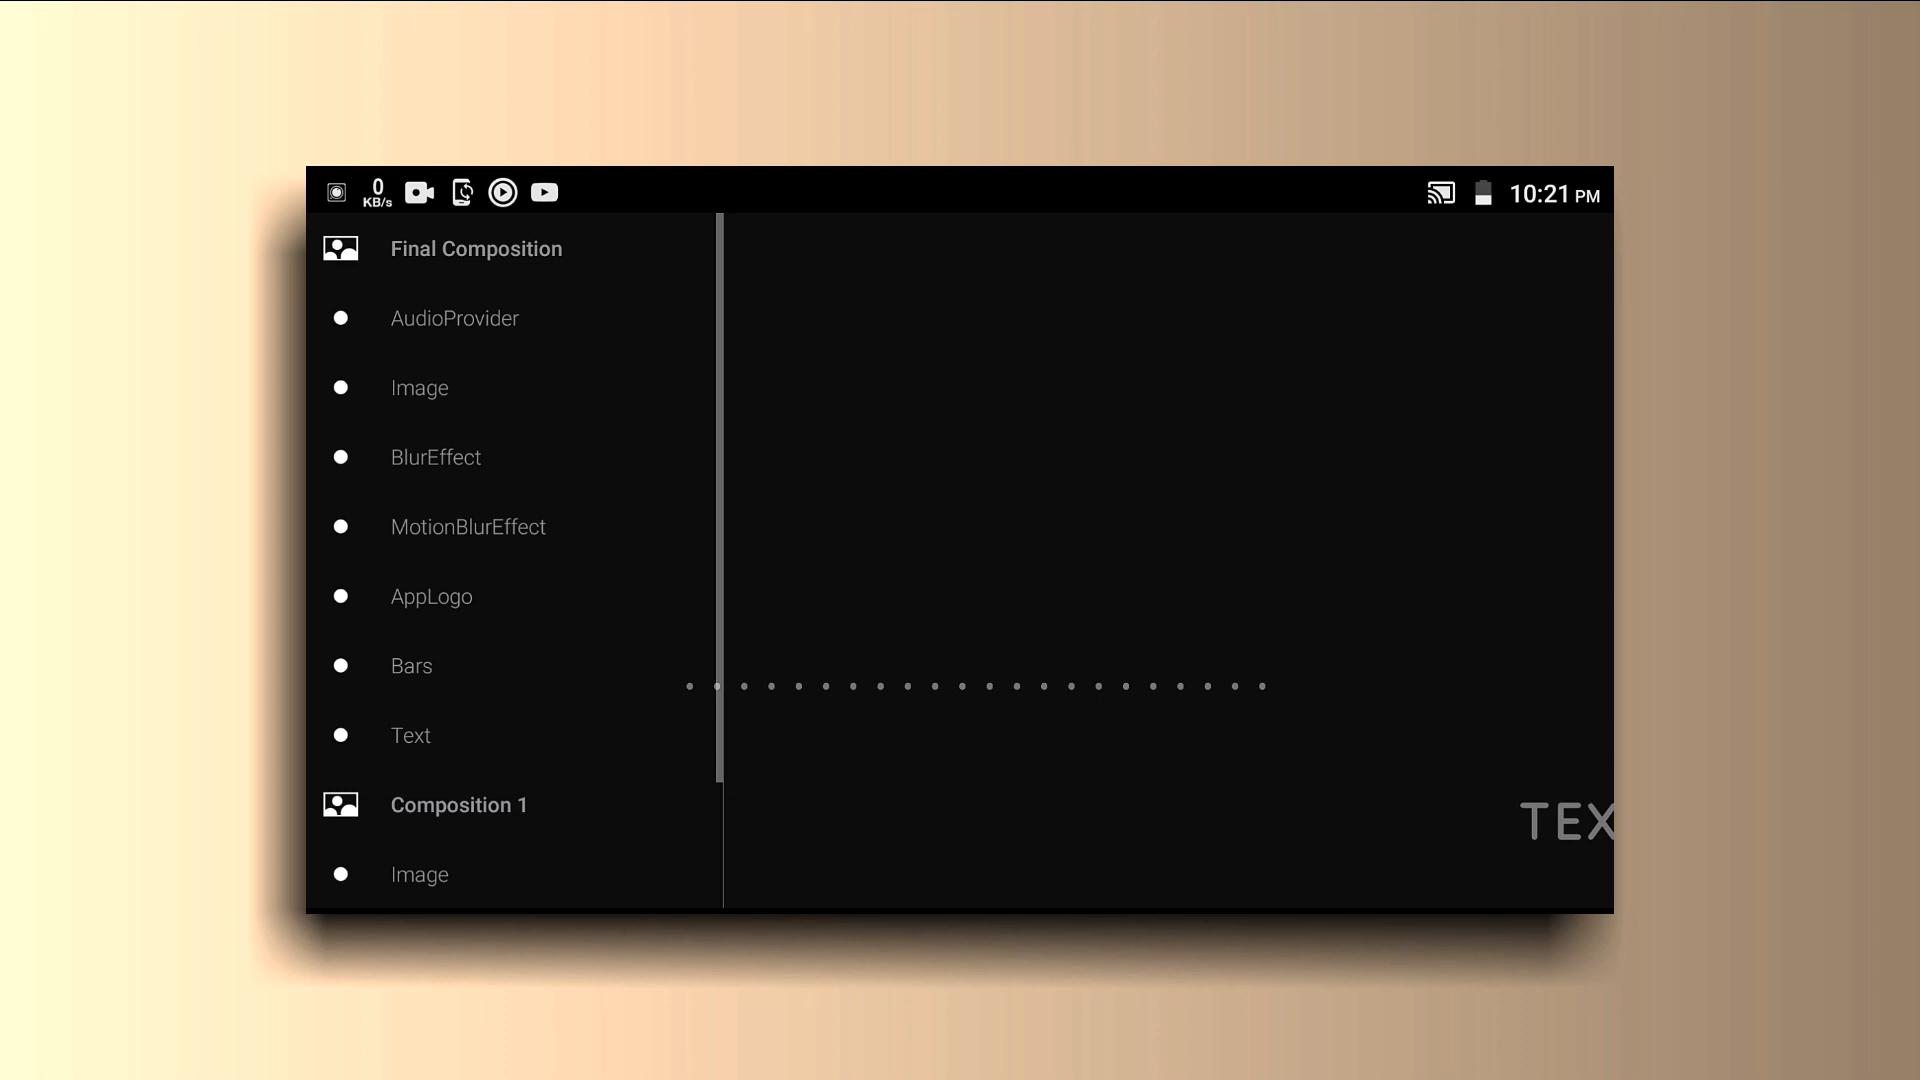 0
KB/s
10:21 PM
Final Composition
AudioProvider
Image
BlurEffect
MotionBlurEffect
AppLogo
Bars
Text
Composition 1
TEX
Image